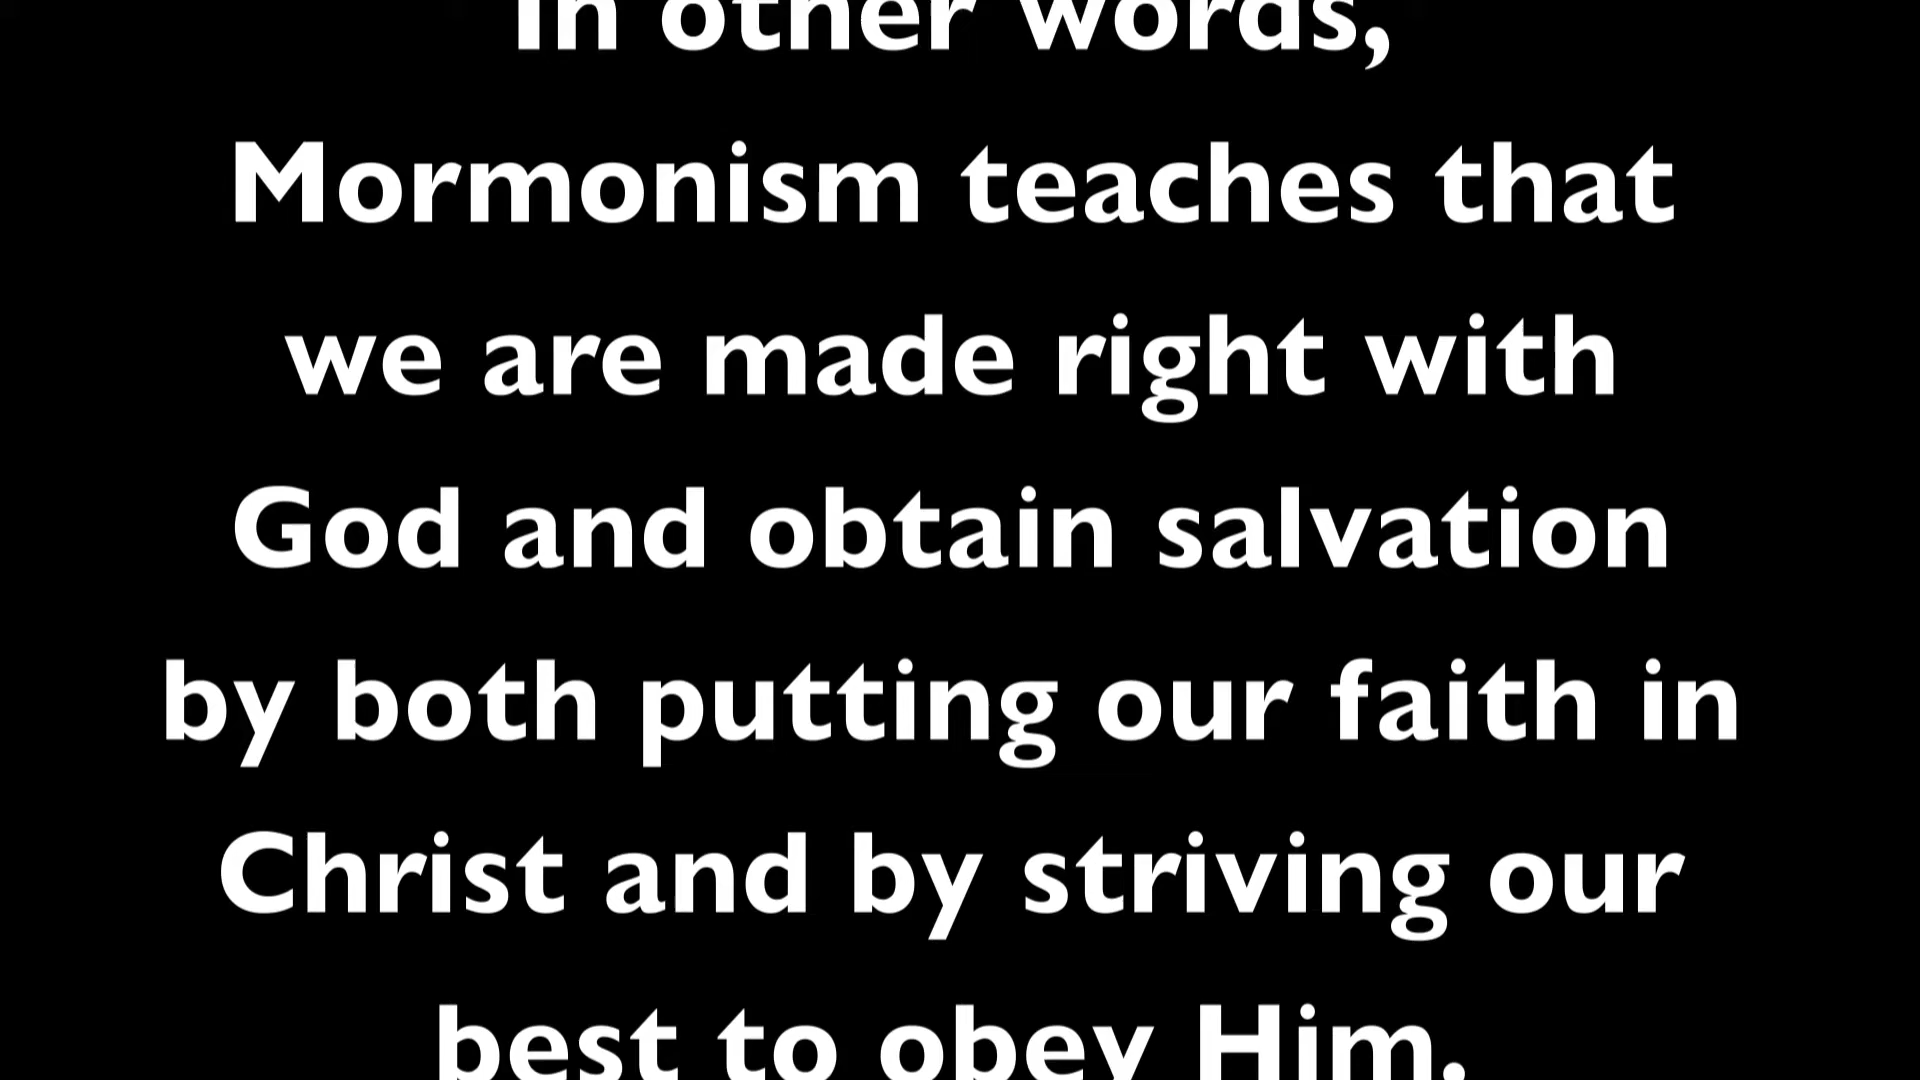 In other words,
Mormonism teaches that
we are made right with
God and obtain salvation
by both putting our faith in
Christ and by striving our
best to obey Him.